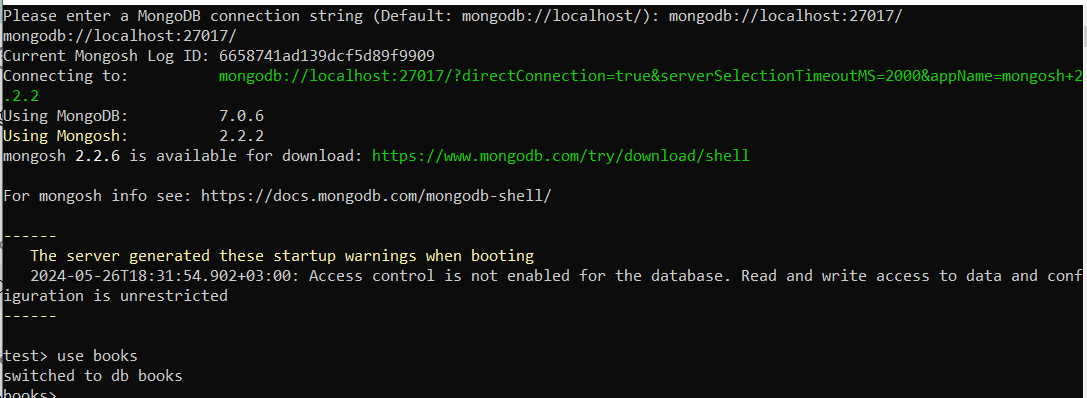 Please enter a MongoDB connection string (Default: mongodb://localhost/): mongodb://localhost:27017/
mongodb://localhost:27017/
Current Mongosh Log ID: 6658741ad139dcf5d89f9909
Connecting to: mongodb://localhost:27017/?directConnection=true&serverSelectionTimeoutMS=2000&appName=mongosh+2
.2.2
Using MongoDB: 7.0.6
Using Mongosh: 2.2.2
mongosh 2.2.6 is available for download: https://www.mongodb.com/try/download/shell
For mongosh info see: https://docs.mongodb.com/mongodb-shell/
------
The server generated these startup warnings when booting
2024-05-26T18:31:54.902+03:00: Access control is not enabled for the database. Read and write access to data and conf
iguration is unrestricted
------
test> use books
switched to db books
books>